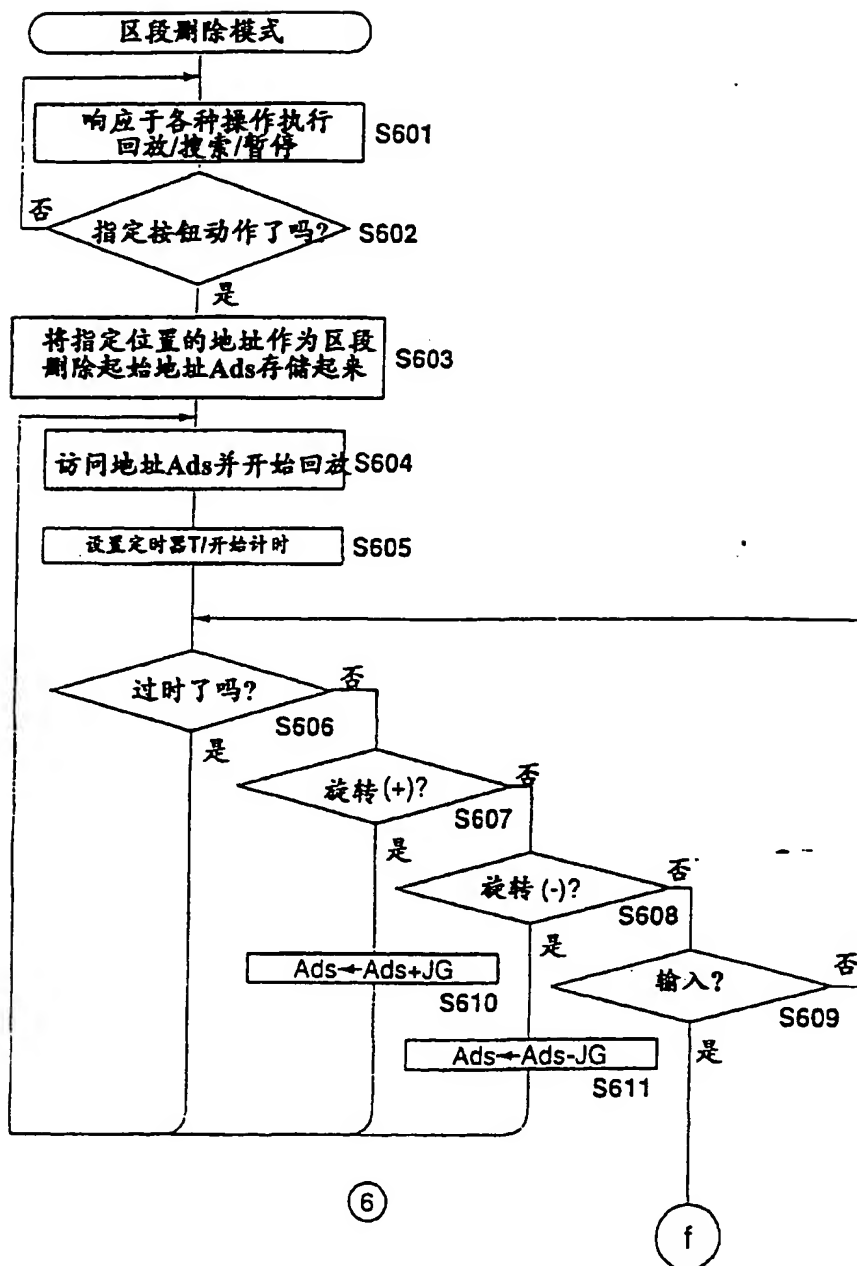 区段删除模式
响应于各种操作执行
回放/搜索/暂停
S601
否
指定按钮动作了吗?
S602
是
将指定位置的地址作为区段
删除起始地址Ads存储起来
S603
访问地址Ads并开始回放
S604
设置定时器T/开始计时
S605
过时了吗?
否
S606
是
旋转(+)?
否
S607
是
旋转(-)?
否
S608
是
Ads←Ads+JG
S610
输入?
否
S609
是
Ads←Ads-JG
S611
6
f